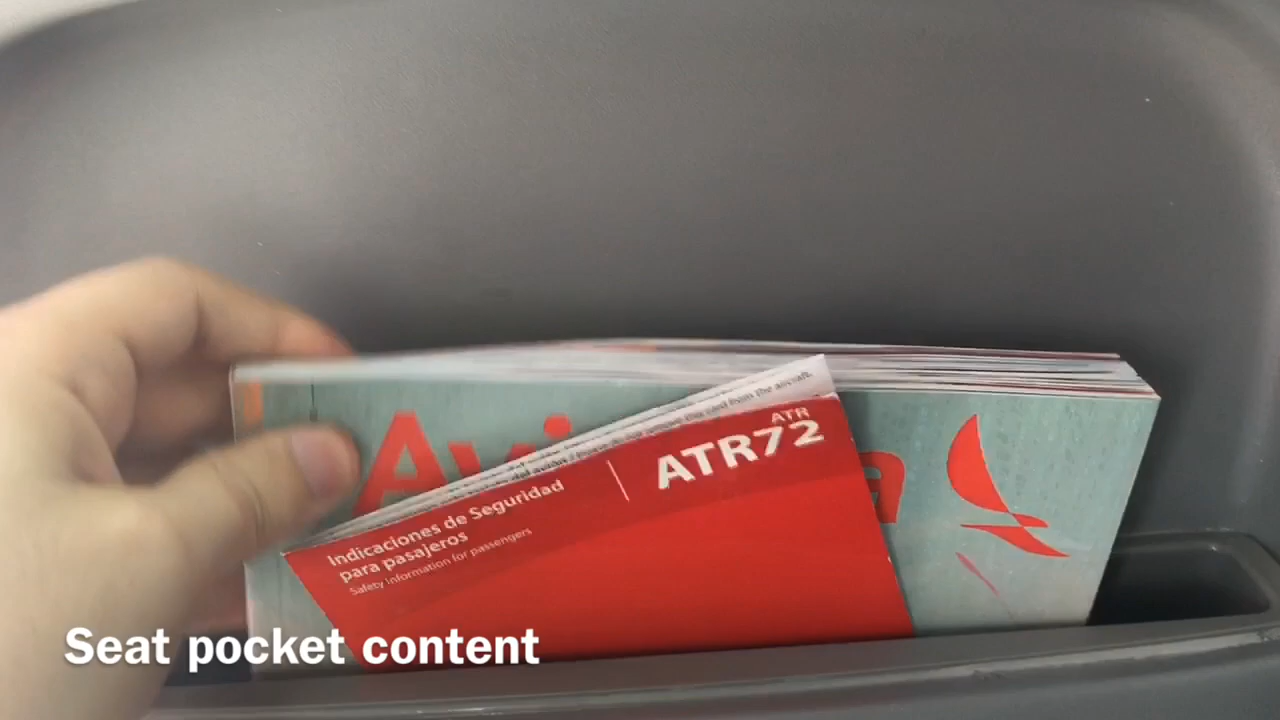 ATR
ATR72
Indicaciones de Seguridad
para pasajeros
Safety Information for passengers
Seat pocket content